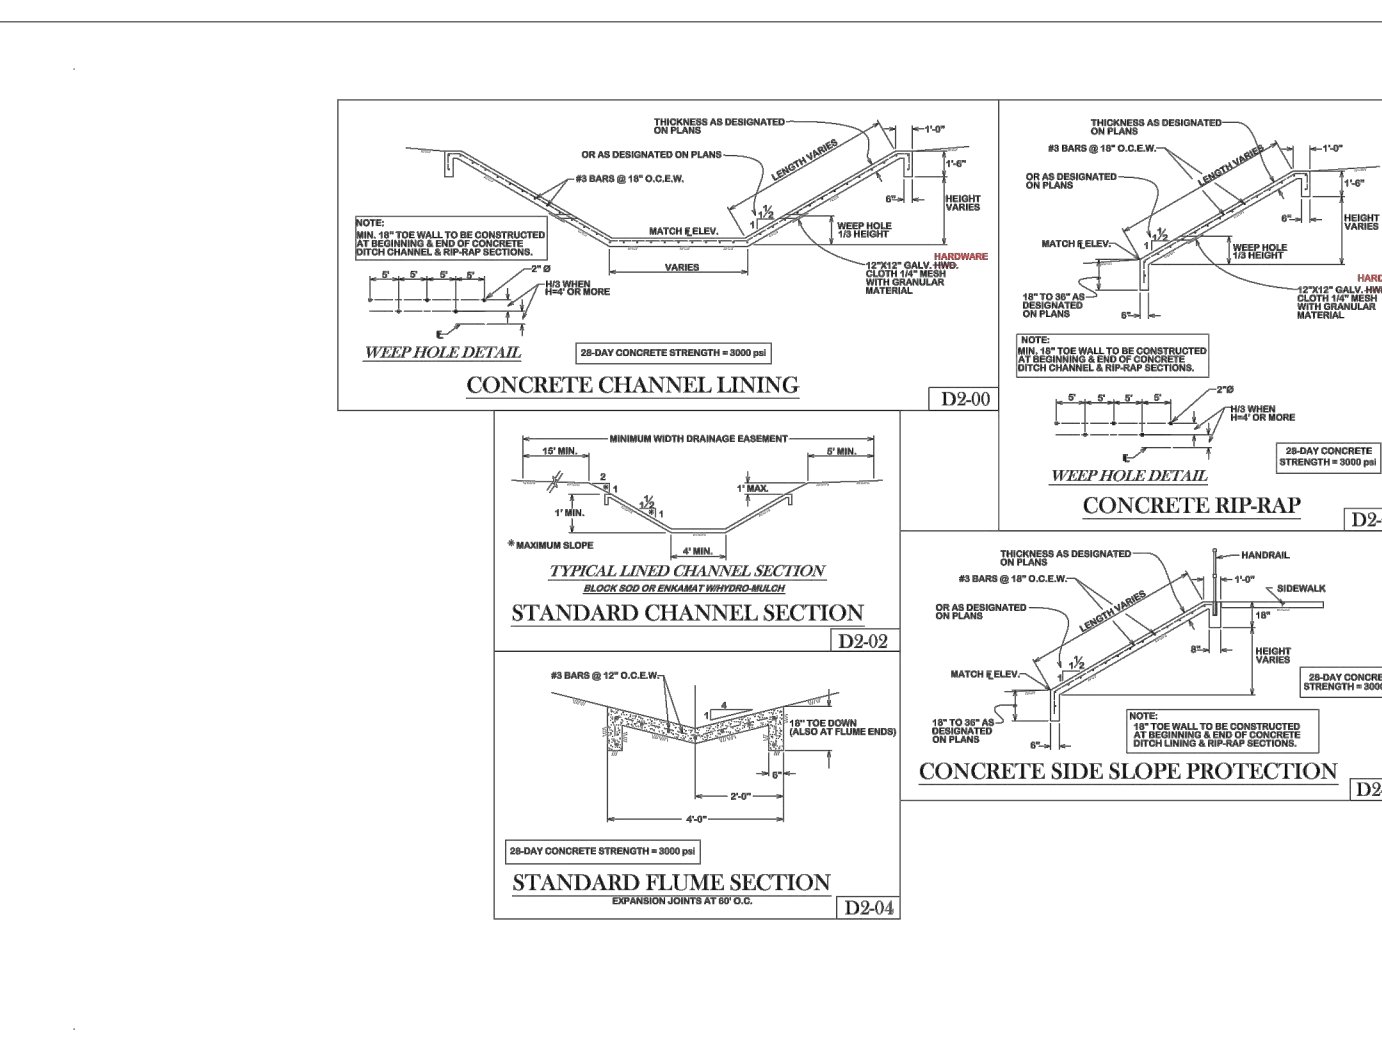 THICKNESS AS DESIGNATED
ON PLANS
1'-0"
OR AS DESIGNATED ON PLANS
LENGTH VARIES
1'-6"
#3 BARS @ 18" O.C.E.W.
6"
HEIGHT
VARIES
1
1/2
NOTE:
MIN. 18" TOE WALL TO BE CONSTRUCTED
AT BEGINNING & END OF CONCRETE
DITCH CHANNEL & RIP-RAP SECTIONS.
MATCH ℄ ELEV.
WEEP HOLE
1/3 HEIGHT
VARIES
HARDWARE
12"X12" GALV. HWD.
CLOTH 1/4" MESH
WITH GRANULAR
MATERIAL
5' 5' 5' 5'
2" Ø
H/3 WHEN
H=4' OR MORE
℄
WEEP HOLE DETAIL
28-DAY CONCRETE STRENGTH = 3000 psi
CONCRETE CHANNEL LINING
D2-00
THICKNESS AS DESIGNATED
ON PLANS
#3 BARS @ 18" O.C.E.W.
1'-0"
LENGTH VARIES
OR AS DESIGNATED
ON PLANS
1'-6"
6"
HEIGHT
VARIES
1
1/2
MATCH ℄ ELEV.
WEEP HOLE
1/3 HEIGHT
HARD
12"X12" GALV. HW
CLOTH 1/4" MESH
WITH GRANULAR
MATERIAL
18" TO 36" AS
DESIGNATED
ON PLANS
6"
NOTE:
MIN. 18" TOE WALL TO BE CONSTRUCTED
AT BEGINNING & END OF CONCRETE
DITCH CHANNEL & RIP-RAP SECTIONS.
5' 5' 5' 5'
2"Ø
H/3 WHEN
H=4' OR MORE
℄
WEEP HOLE DETAIL
28-DAY CONCRETE
STRENGTH = 3000 psi
CONCRETE RIP-RAP
D2-
MINIMUM WIDTH DRAINAGE EASEMENT
15' MIN.
5' MIN.
2
* 1
1' MAX.
1/2
* 1
1' MIN.
* MAXIMUM SLOPE
4' MIN.
TYPICAL LINED CHANNEL SECTION
BLOCK SOD OR ENKAMAT W/HYDRO-MULCH
STANDARD CHANNEL SECTION
D2-02
THICKNESS AS DESIGNATED
ON PLANS
HANDRAIL
#3 BARS @ 18" O.C.E.W.
1'-0"
SIDEWALK
LENGTH VARIES
OR AS DESIGNATED
ON PLANS
18"
8"
HEIGHT
VARIES
1
1/2
MATCH ℄ ELEV.
28-DAY CONCRE
STRENGTH = 3000
18" TO 36" AS
DESIGNATED
ON PLANS
6"
NOTE:
18" TOE WALL TO BE CONSTRUCTED
AT BEGINNING & END OF CONCRETE
DITCH LINING & RIP-RAP SECTIONS.
CONCRETE SIDE SLOPE PROTECTION
D2-
#3 BARS @ 12" O.C.E.W.
4
1
18" TOE DOWN
(ALSO AT FLUME ENDS)
6"
2'-0"
4'-0"
28-DAY CONCRETE STRENGTH = 3000 psi
STANDARD FLUME SECTION
EXPANSION JOINTS AT 60' O.C.
D2-04